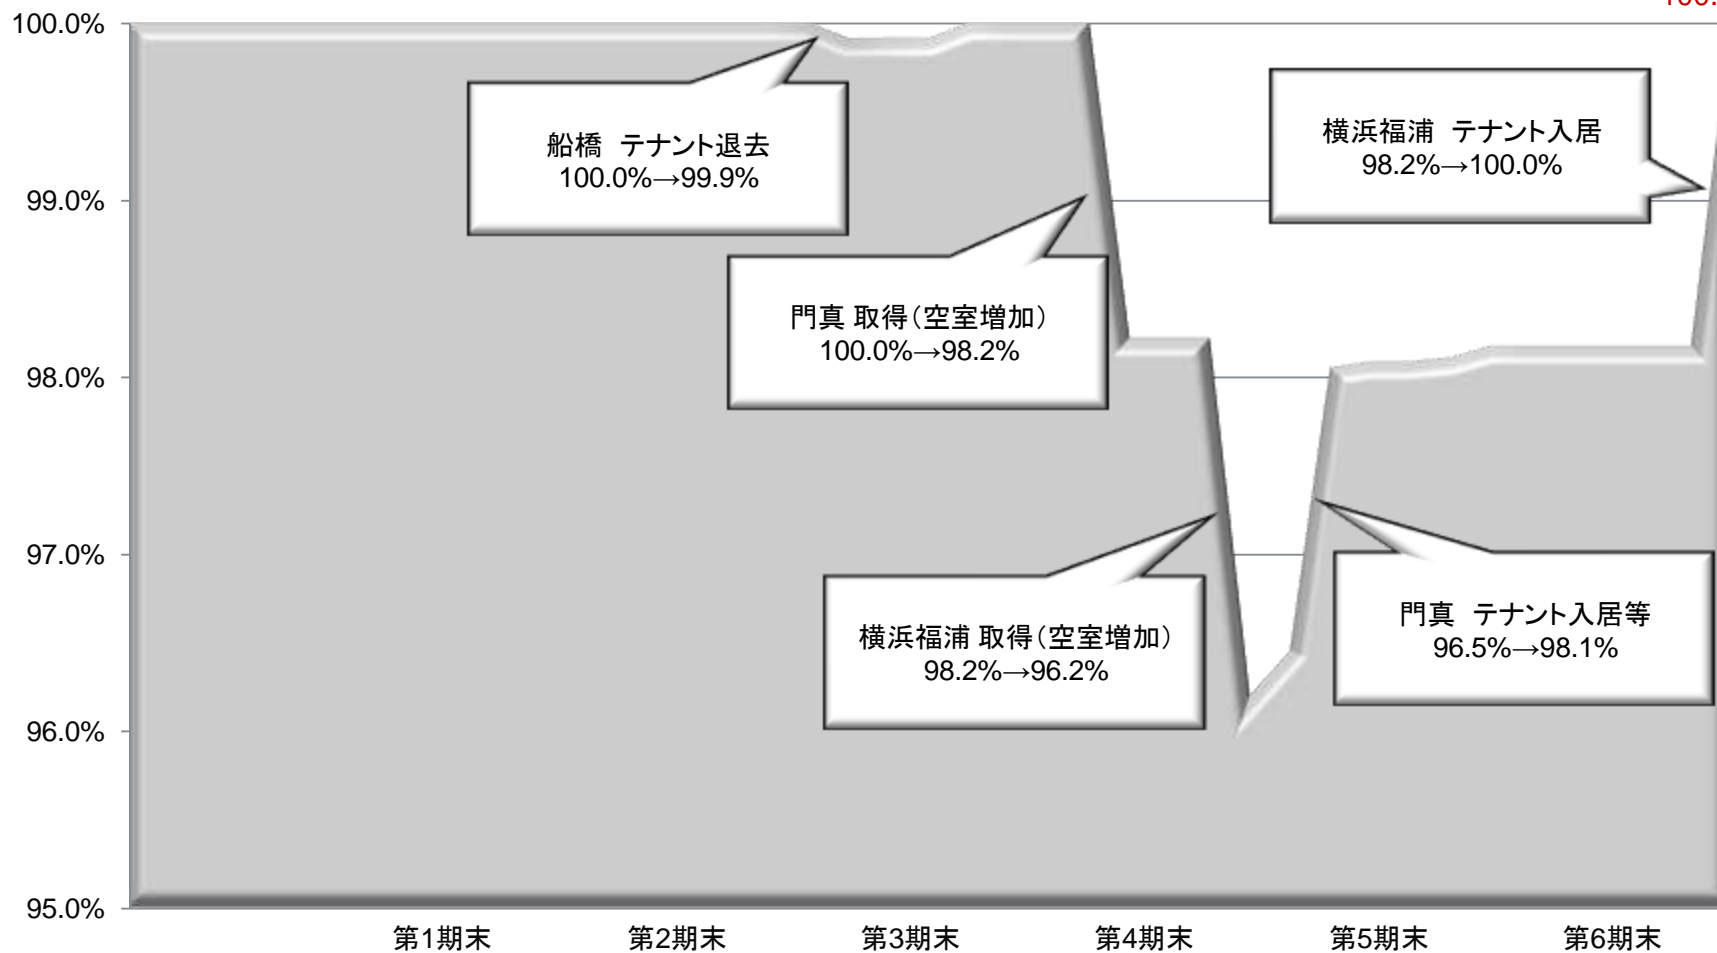 100.0%
船橋　テナント退去
100.0%→99.9%
横浜福浦　テナント入居
98.2%→100.0%
99.0%
門真 取得（空室増加）
100.0%→98.2%
98.0%
97.0%
横浜福浦 取得（空室増加）
98.2%→96.2%
門真　テナント入居等
96.5%→98.1%
96.0%
95.0%
第1期末 第2期末 第3期末 第4期末 第5期末 第6期末